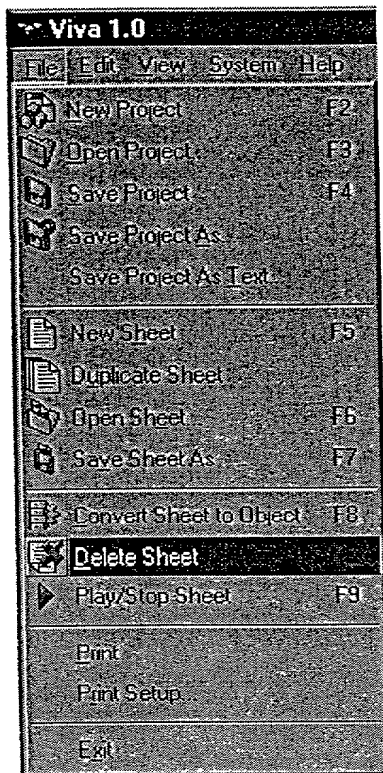 Viva 1.0
File Edit View System Help
New Project F2
Open Project... F3
Save Project F4
Save Project As...
Save Project As Text...
New Sheet F5
Duplicate Sheet
Open Sheet... F6
Save Sheet As... F7
Convert Sheet to Object F8
Delete Sheet
Play/Stop Sheet F9
Print
Print Setup...
Exit